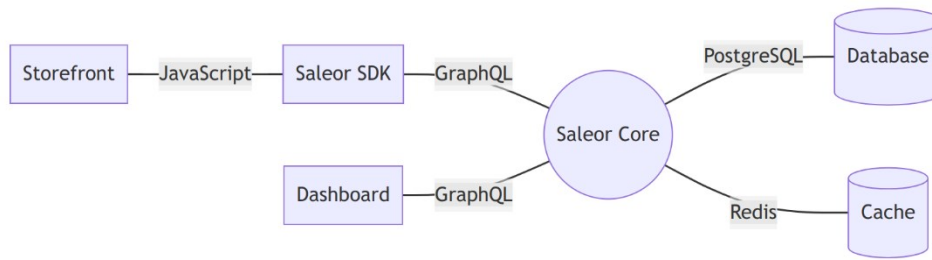 Storefront
JavaScript
Saleor SDK
GraphQL
Saleor Core
PostgreSQL
Database
Dashboard
GraphQL
Redis
Cache